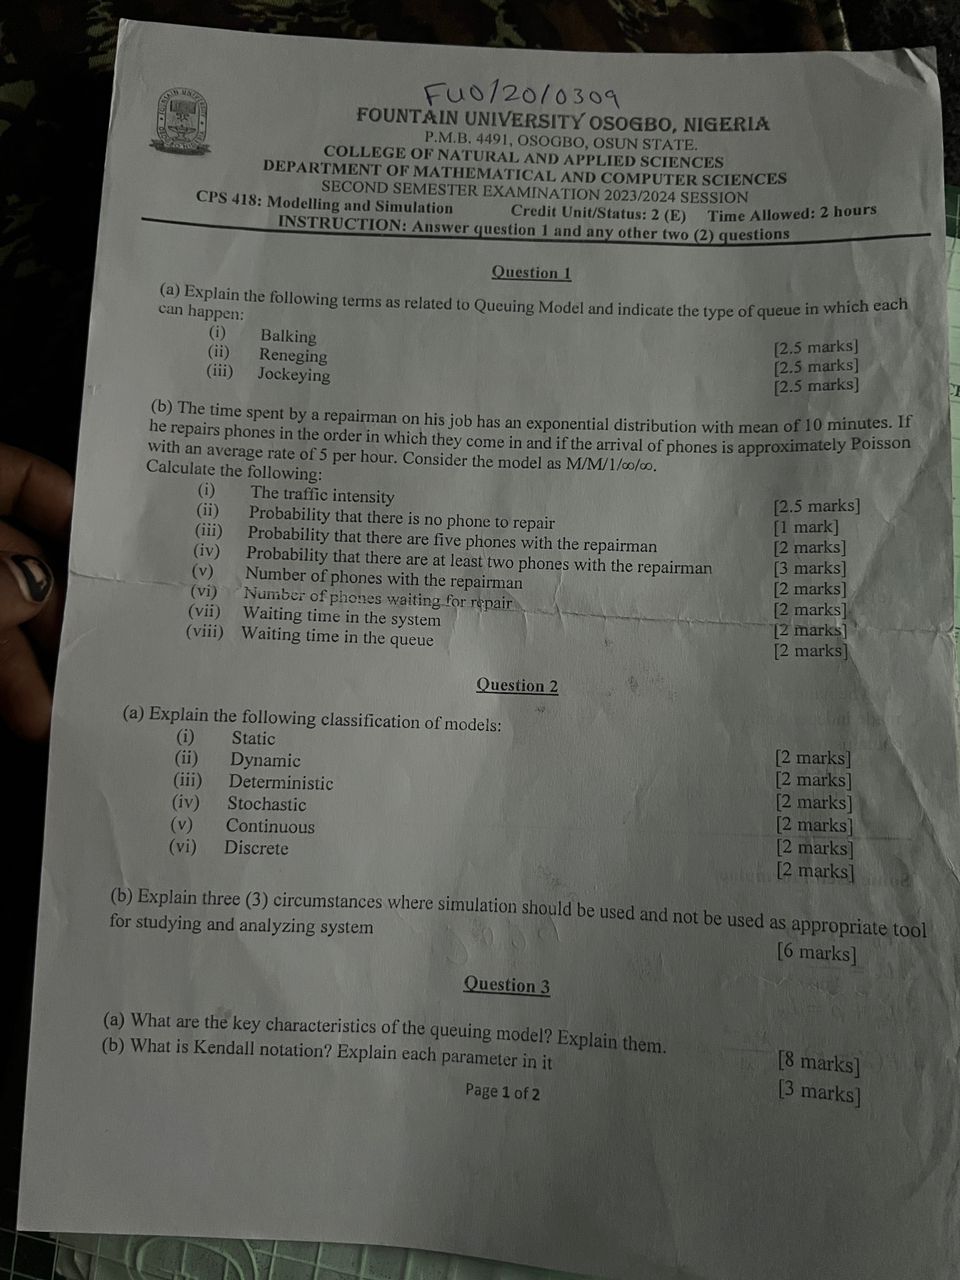 FUO/20/0309
FOUNTAIN UNIVERSITY OSOGBO, NIGERIA
P.M.B. 4491, OSOGBO, OSUN STATE.
COLLEGE OF NATURAL AND APPLIED SCIENCES
DEPARTMENT OF MATHEMATICAL AND COMPUTER SCIENCES
SECOND SEMESTER EXAMINATION 2023/2024 SESSION
CPS 418: Modelling and Simulation Credit Unit/Status: 2 (E) Time Allowed: 2 hours
INSTRUCTION: Answer question 1 and any other two (2) questions
Question 1
(a) Explain the following terms as related to Queuing Model and indicate the type of queue in which each
can happen:
(i) Balking [2.5 marks]
(ii) Reneging [2.5 marks]
(iii) Jockeying [2.5 marks]
(b) The time spent by a repairman on his job has an exponential distribution with mean of 10 minutes. If
he repairs phones in the order in which they come in and if the arrival of phones is approximately Poisson
with an average rate of 5 per hour. Consider the model as M/M/1/∞/∞.
Calculate the following:
(i) The traffic intensity [2.5 marks]
(ii) Probability that there is no phone to repair [1 mark]
(iii) Probability that there are five phones with the repairman [2 marks]
(iv) Probability that there are at least two phones with the repairman [3 marks]
(v) Number of phones with the repairman [2 marks]
(vi) Number of phones waiting for repair [2 marks]
(vii) Waiting time in the system [2 marks]
(viii) Waiting time in the queue [2 marks]
Question 2
(a) Explain the following classification of models:
(i) Static [2 marks]
(ii) Dynamic [2 marks]
(iii) Deterministic [2 marks]
(iv) Stochastic [2 marks]
(v) Continuous [2 marks]
(vi) Discrete [2 marks]
(b) Explain three (3) circumstances where simulation should be used and not be used as appropriate tool
for studying and analyzing system [6 marks]
Question 3
(a) What are the key characteristics of the queuing model? Explain them. [8 marks]
(b) What is Kendall notation? Explain each parameter in it [3 marks]
Page 1 of 2